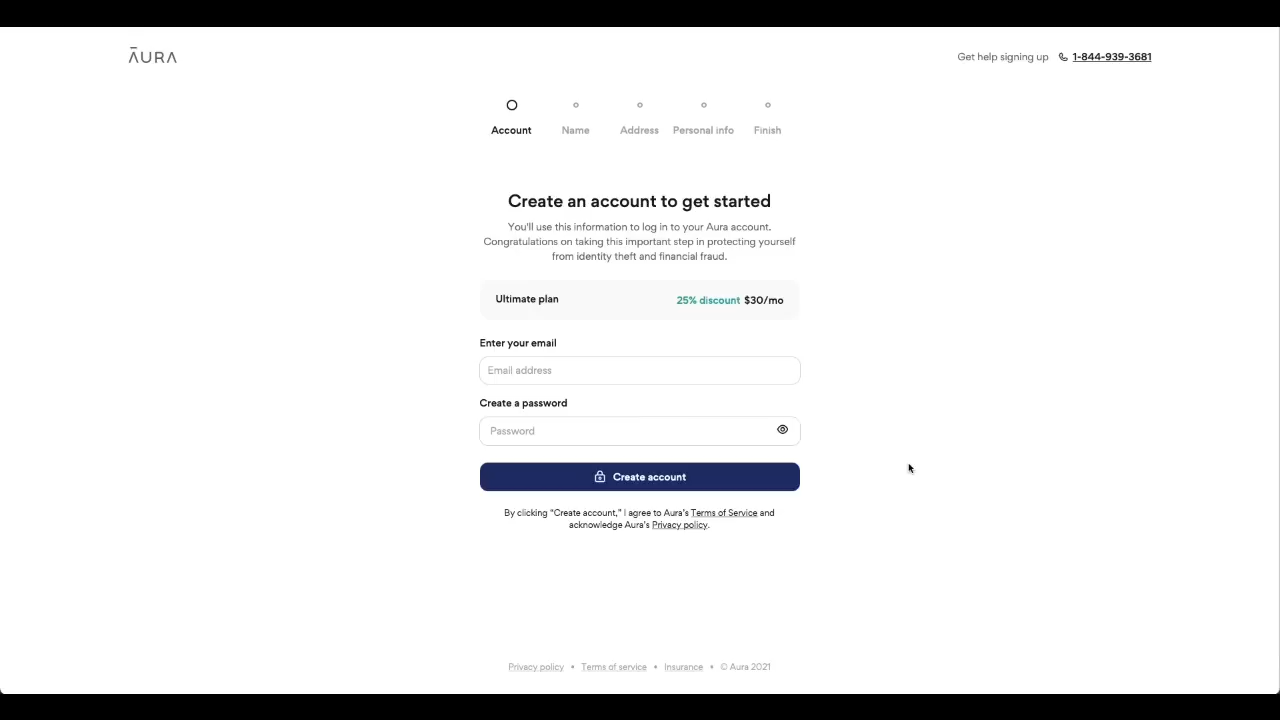 ĀURA
Get help signing up 1-844-939-3681
Account Name Address Personal info Finish
Create an account to get started
You'll use this information to log in to your Aura account.
Congratulations on taking this important step in protecting yourself
from identity theft and financial fraud.
Ultimate plan 25% discount $30/mo
Enter your email
Email address
Create a password
Password
Create account
By clicking "Create account," I agree to Aura's Terms of Service and
acknowledge Aura's Privacy policy.
Privacy policy • Terms of service • Insurance • © Aura 2021